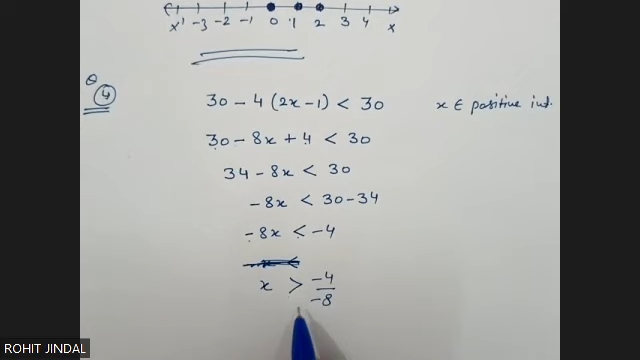 x' -3 -2 -1 0 1 2 3 4 x
Q 4
30 - 4 (2x - 1) < 30 x ∈ positive int.
30 - 8x + 4 < 30
34 - 8x < 30
-8x < 30 - 34
-8x < -4
x > -4/-8
ROHIT JINDAL